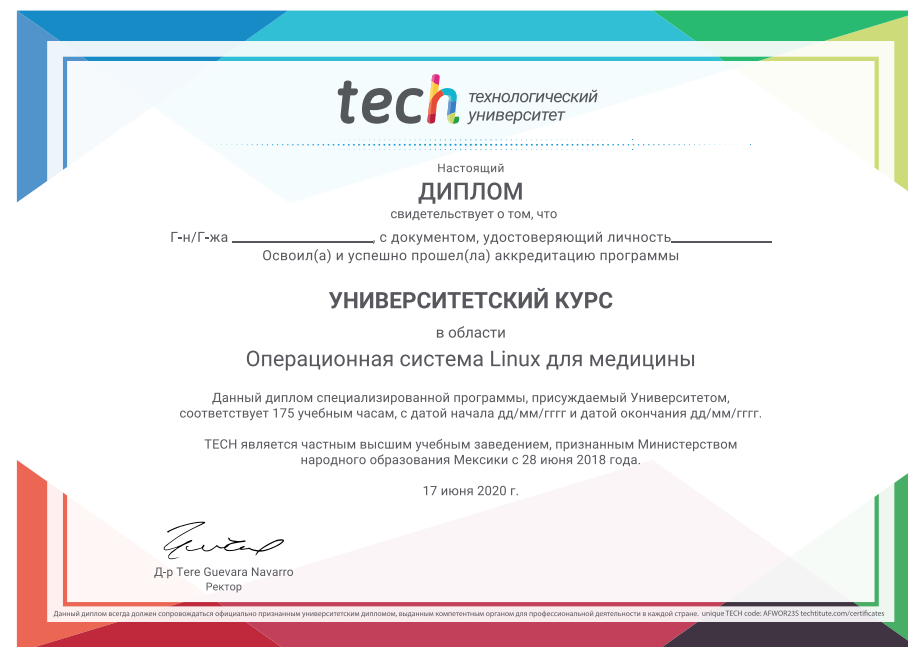 tech технологический
университет
Настоящий
ДИПЛОМ
свидетельствует о том, что
Г-н/Г-жа , с документом, удостоверяющий личность
Освоил(а) и успешно прошел(ла) аккредитацию программы
УНИВЕРСИТЕТСКИЙ КУРС
в области
Операционная система Linux для медицины
Данный диплом специализированной программы, присуждаемый Университетом,
соответствует 175 учебным часам, с датой начала дд/мм/гггг и датой окончания дд/мм/гггг.
TECH является частным высшим учебным заведением, признанным Министерством
народного образования Мексики с 28 июня 2018 года.
17 июня 2020 г.
Д-р Tere Guevara Navarro
Ректор
Данный диплом всегда должен сопровождаться официально признанным университетским дипломом, выданным компетентным органом для профессиональной деятельности в каждой стране. unique TECH code: AFWOR23S techtitute.com/certificates